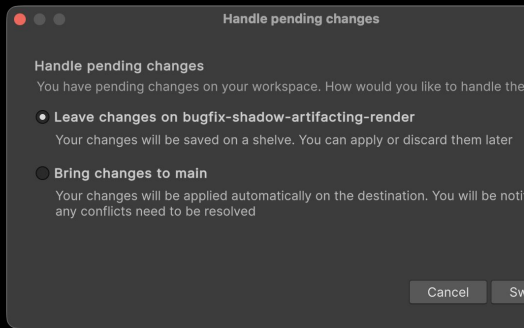 Handle pending changes
Handle pending changes
You have pending changes on your workspace. How would you like to handle the
Leave changes on bugfix-shadow-artifacting-render
Your changes will be saved on a shelve. You can apply or discard them later
Bring changes to main
Your changes will be applied automatically on the destination. You will be noti
any conflicts need to be resolved
Cancel Sw